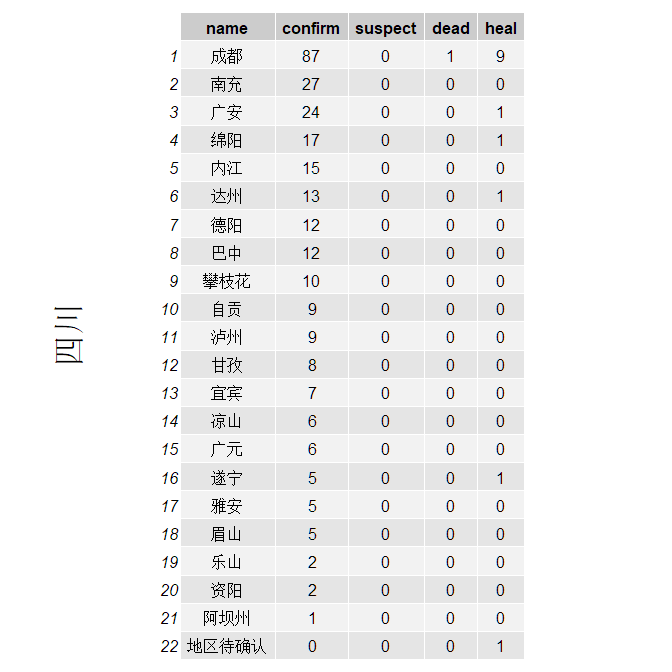 四川
name confirm suspect dead heal
1 成都 87 0 1 9
2 南充 27 0 0 0
3 广安 24 0 0 1
4 绵阳 17 0 0 1
5 内江 15 0 0 0
6 达州 13 0 0 1
7 德阳 12 0 0 0
8 巴中 12 0 0 0
9 攀枝花 10 0 0 0
10 自贡 9 0 0 0
11 泸州 9 0 0 0
12 甘孜 8 0 0 0
13 宜宾 7 0 0 0
14 凉山 6 0 0 0
15 广元 6 0 0 0
16 遂宁 5 0 0 1
17 雅安 5 0 0 0
18 眉山 5 0 0 0
19 乐山 2 0 0 0
20 资阳 2 0 0 0
21 阿坝州 1 0 0 0
22 地区待确认 0 0 0 1